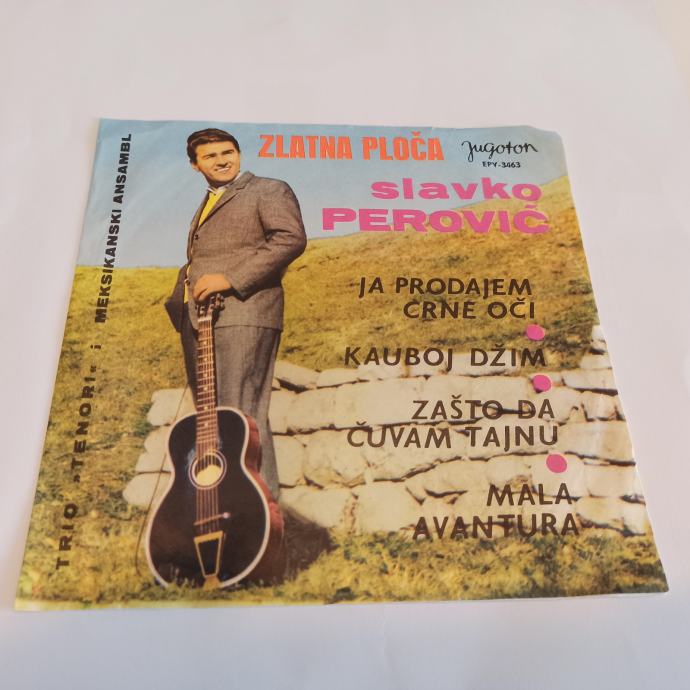 ZLATNA PLOČA
Jugoton
EPY-3463
slavko
PEROVIČ
JA PRODAJEM
CRNE OČI
KAUBOJ DŽIM
ZAŠTO DA
ČUVAM TAJNU
MALA
AVANTURA
TRIO »TENORI« i MEKSIKANSKI ANSAMBL